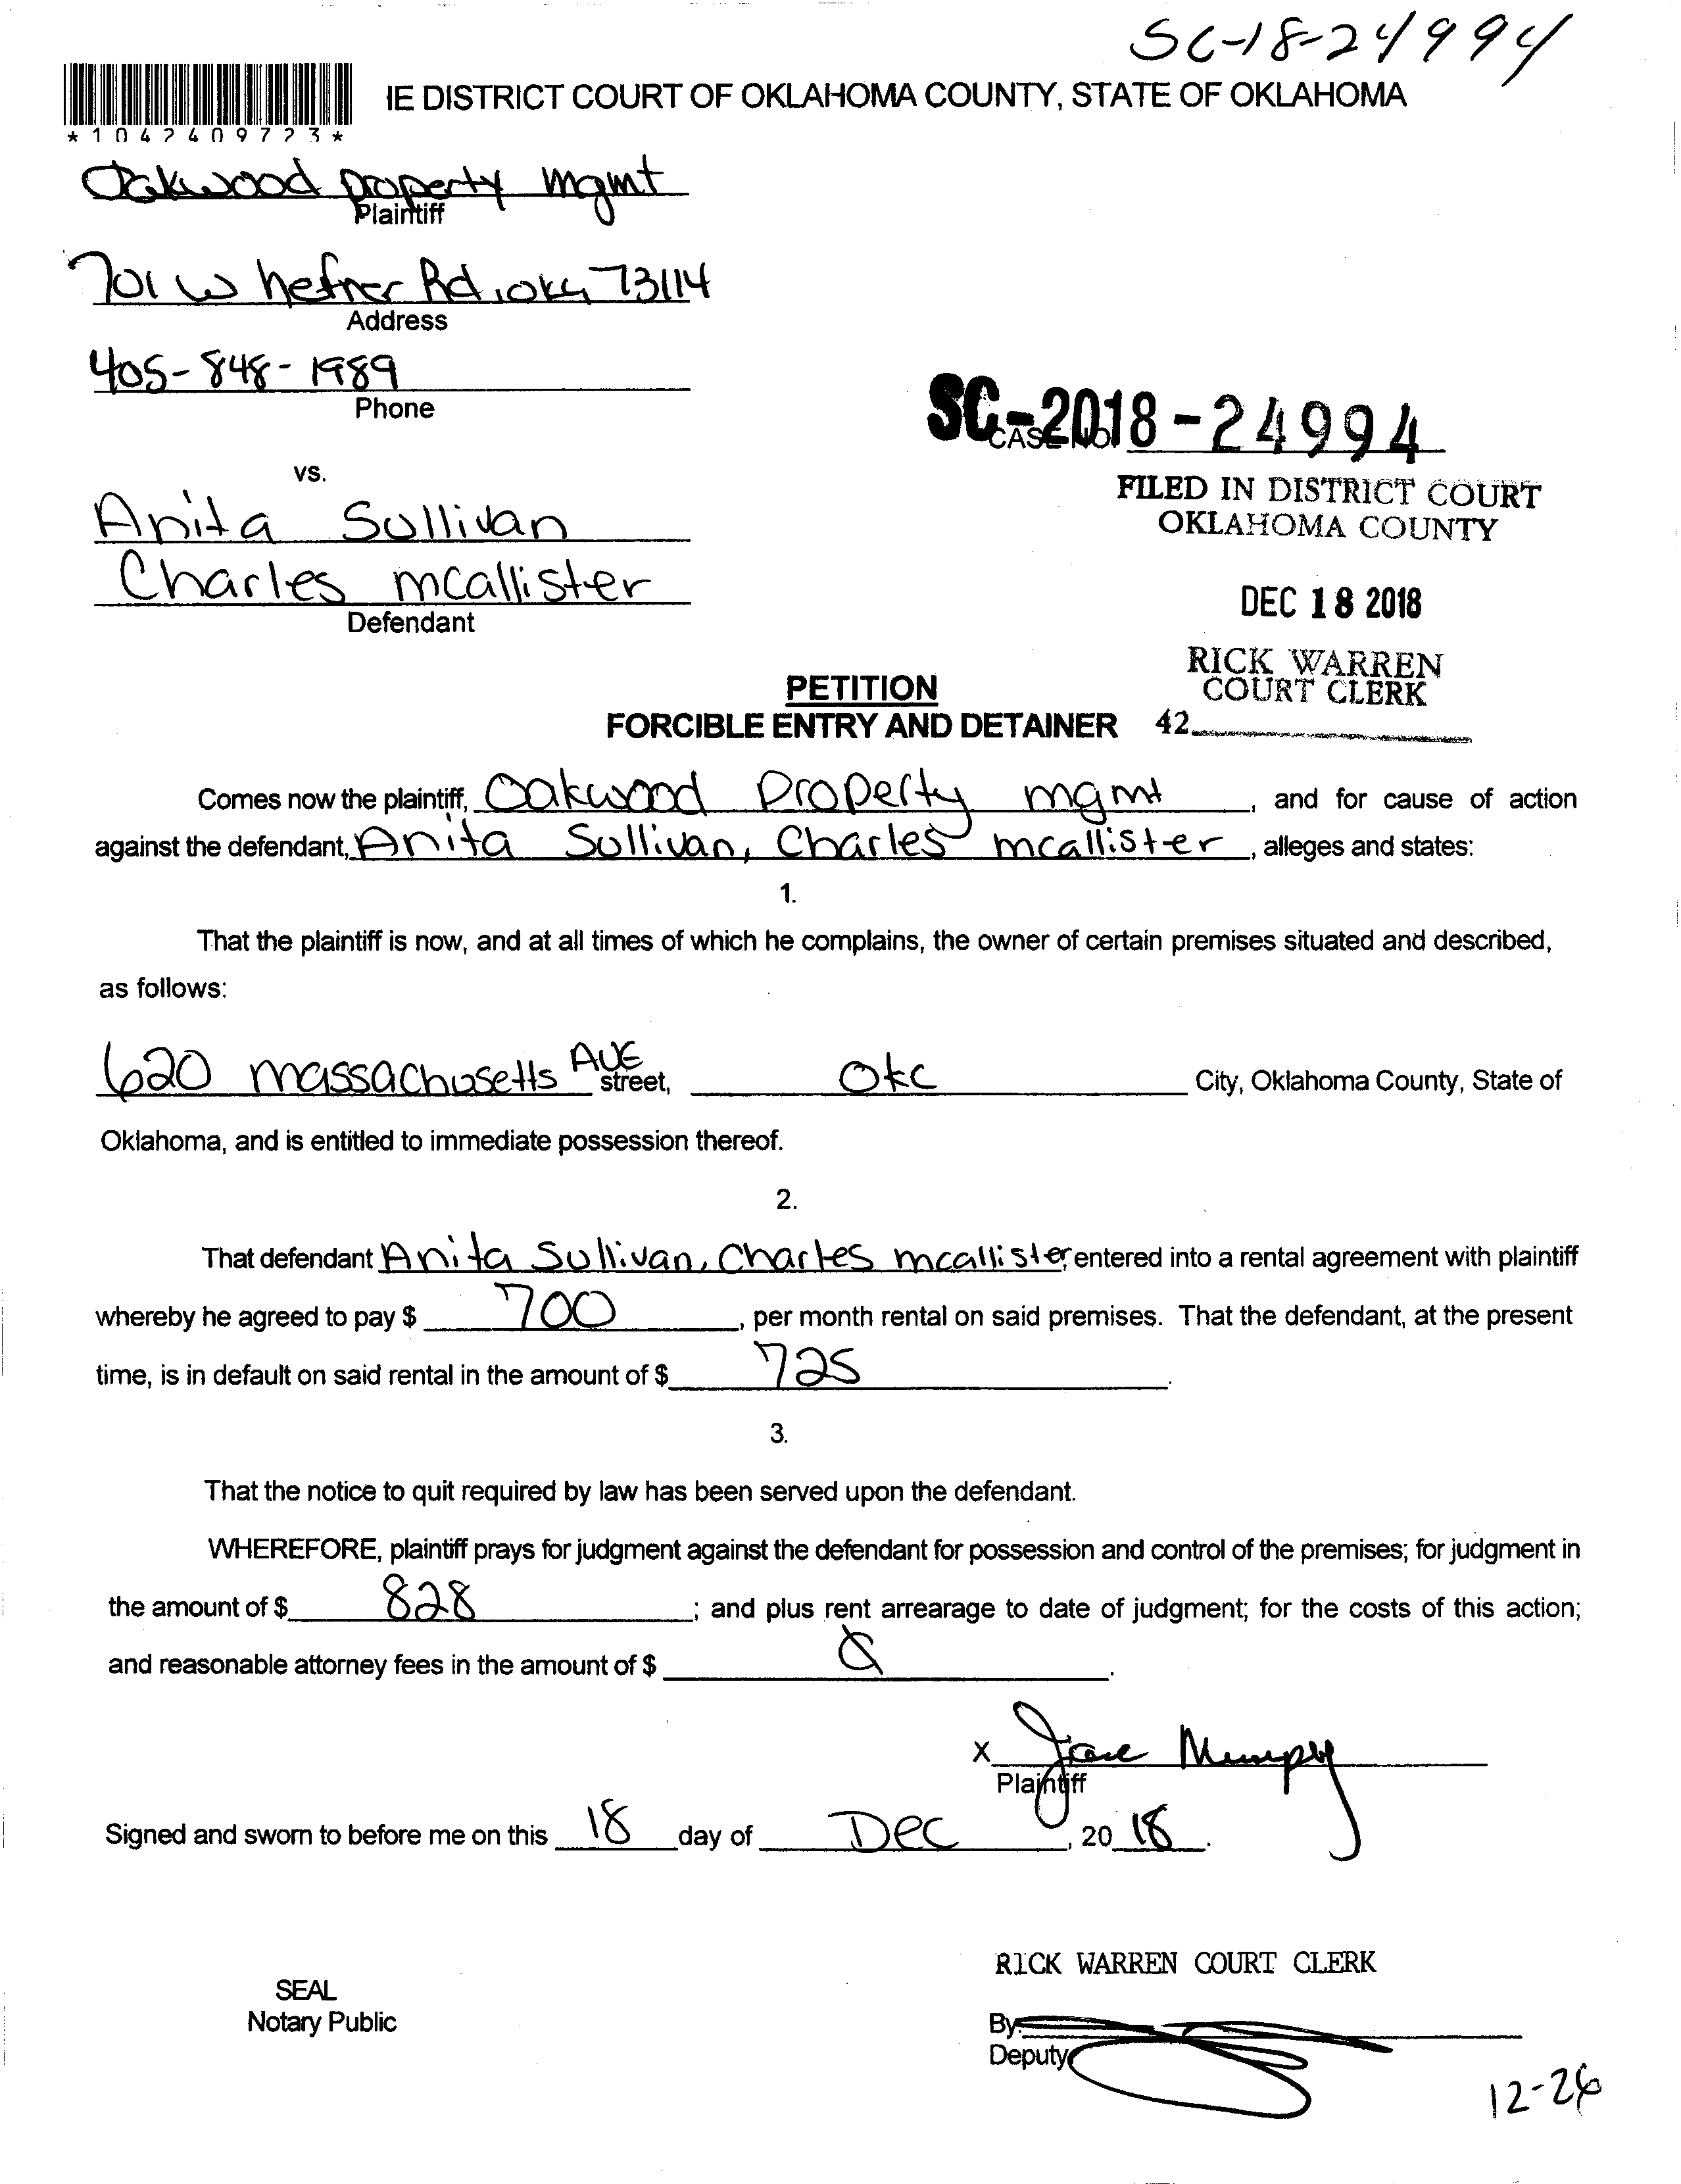 SC-18-24994
IE DISTRICT COURT OF OKLAHOMA COUNTY, STATE OF OKLAHOMA
*1042409723*
Oakwood property mgmt
Plaintiff
701 W hefner Rd, okc 73114
Address
405-848-1989
Phone
SC-2018-24994
CASE NO.
vs.
FILED IN DISTRICT COURT
OKLAHOMA COUNTY
Anita Sullivan
Charles mcallister
Defendant
DEC 18 2018
RICK WARREN
COURT CLERK
42
PETITION
FORCIBLE ENTRY AND DETAINER
Comes now the plaintiff, Oakwood Property mgmt, and for cause of action
against the defendant, Anita Sullivan, Charles mcallister, alleges and states:
1.
That the plaintiff is now, and at all times of which he complains, the owner of certain premises situated and described,
as follows:
620 massachusetts AVE street, OKC City, Oklahoma County, State of
Oklahoma, and is entitled to immediate possession thereof.
2.
That defendant Anita Sullivan, Charles mcallister, entered into a rental agreement with plaintiff
whereby he agreed to pay $ 700, per month rental on said premises. That the defendant, at the present
time, is in default on said rental in the amount of $ 725.
3.
That the notice to quit required by law has been served upon the defendant.
WHEREFORE, plaintiff prays for judgment against the defendant for possession and control of the premises; for judgment in
the amount of $ 828; and plus rent arrearage to date of judgment; for the costs of this action;
and reasonable attorney fees in the amount of $ .
X
Plaintiff
Signed and sworn to before me on this 18 day of Dec, 20 18.
RICK WARREN COURT CLERK
SEAL
Notary Public
By:
Deputy
12-26